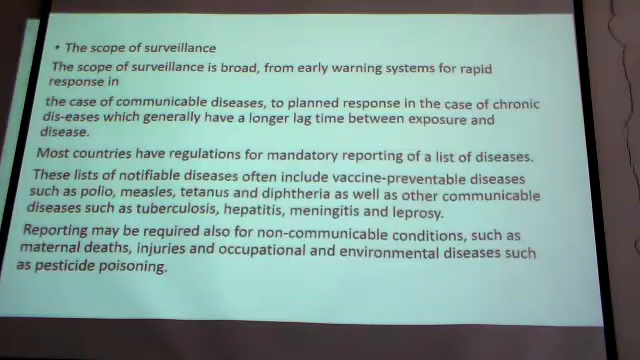 • The scope of surveillance
The scope of surveillance is broad, from early warning systems for rapid
response in
the case of communicable diseases, to planned response in the case of chronic
dis-eases which generally have a longer lag time between exposure and
disease.
Most countries have regulations for mandatory reporting of a list of diseases.
These lists of notifiable diseases often include vaccine-preventable diseases
such as polio, measles, tetanus and diphtheria as well as other communicable
diseases such as tuberculosis, hepatitis, meningitis and leprosy.
Reporting may be required also for non-communicable conditions, such as
maternal deaths, injuries and occupational and environmental diseases such
as pesticide poisoning.